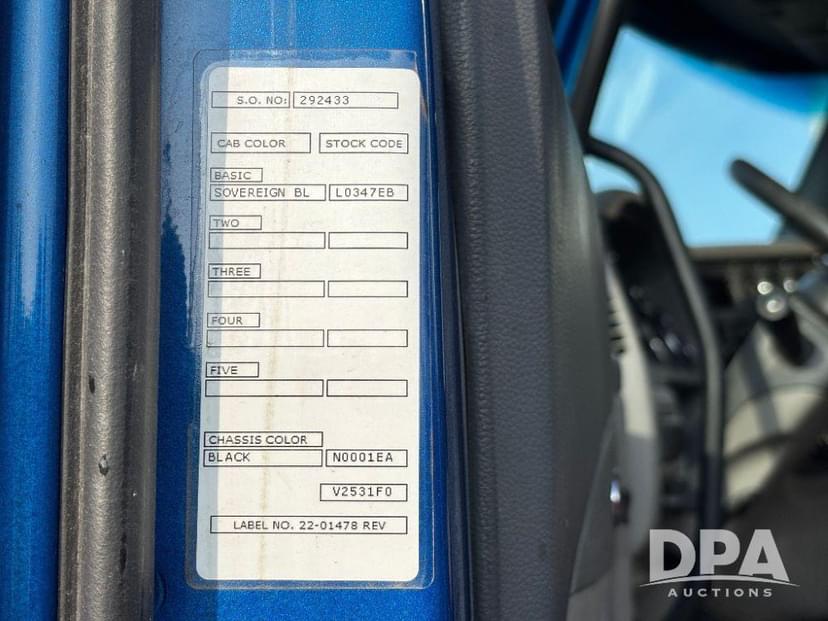 S.O. NO: 292433
CAB COLOR STOCK CODE
BASIC
SOVEREIGN BL L0347EB
TWO
THREE
FOUR
FIVE
CHASSIS COLOR
BLACK N0001EA
V2531F0
LABEL NO. 22-01478 REV
DPA
AUCTIONS